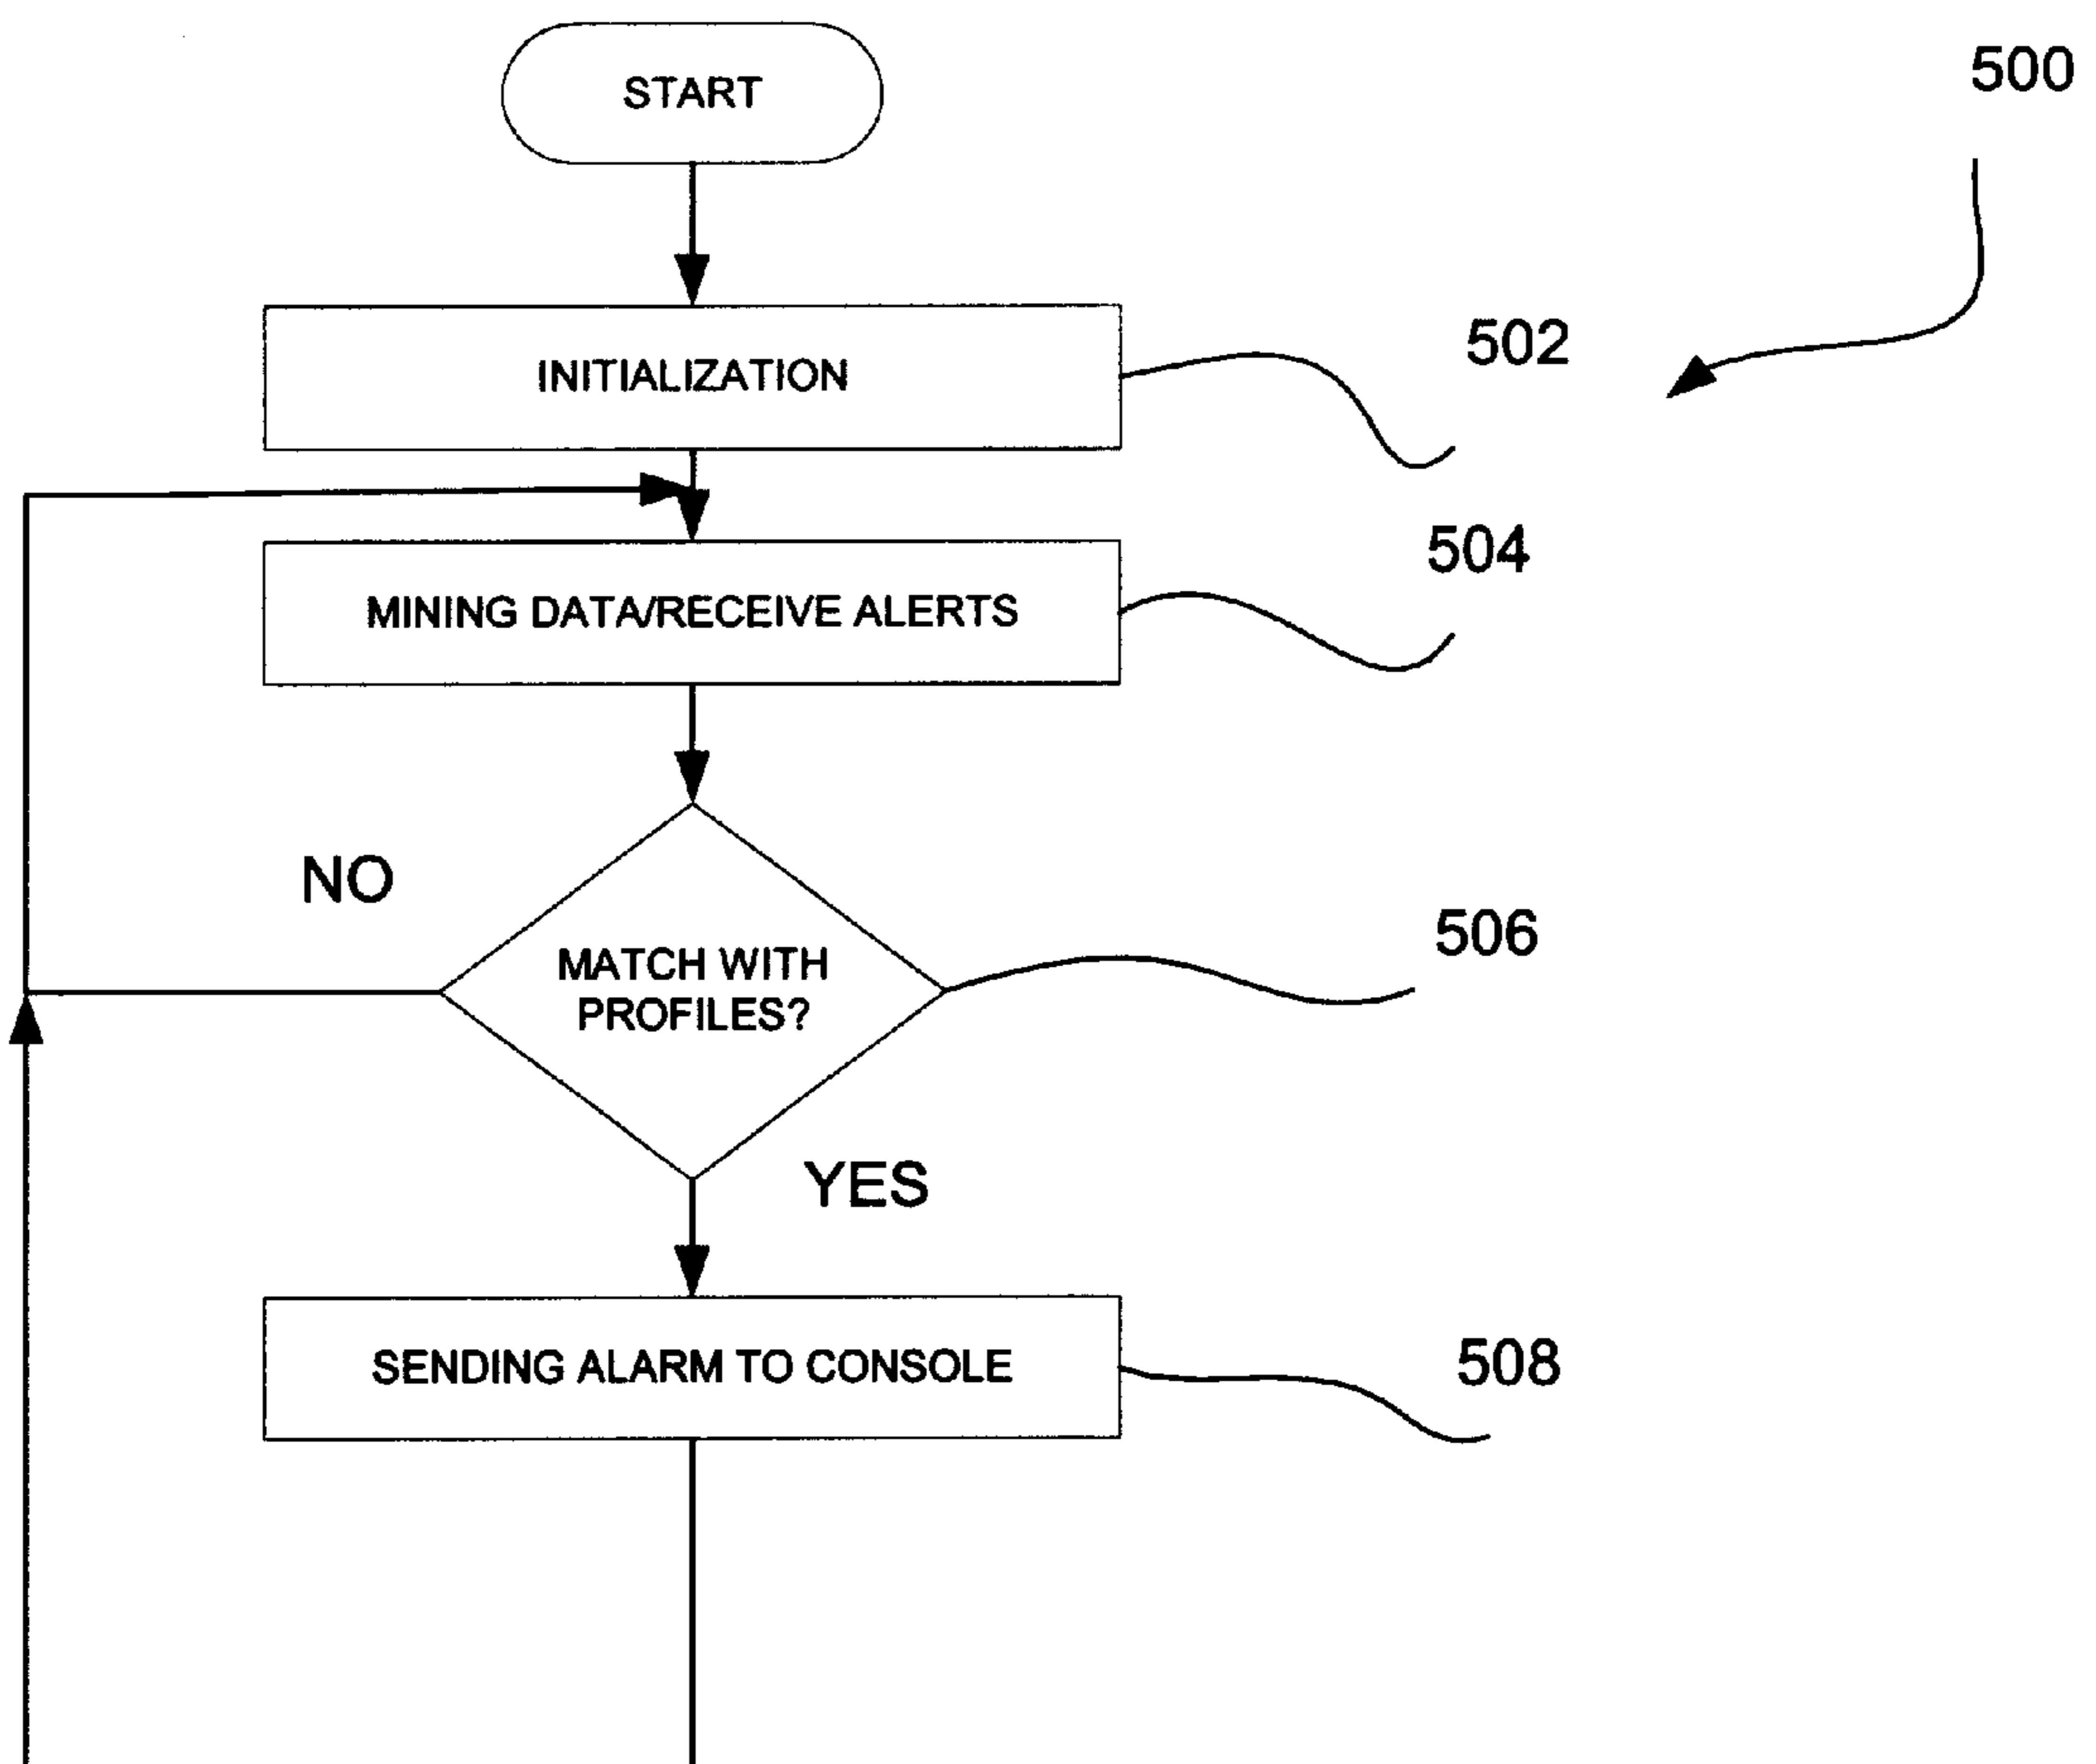 START
500
INITIALIZATION
502
MINING DATA/RECEIVE ALERTS
504
NO
MATCH WITH
PROFILES?
506
YES
SENDING ALARM TO CONSOLE
508